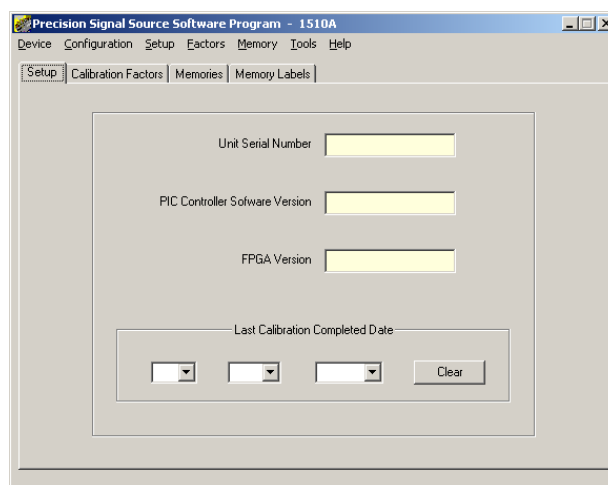 Precision Signal Source Software Program - 1510A
Device Configuration Setup Factors Memory Tools Help
Setup Calibration Factors Memories Memory Labels
Unit Serial Number
PIC Controller Sofware Version
FPGA Version
Last Calibration Completed Date
Clear